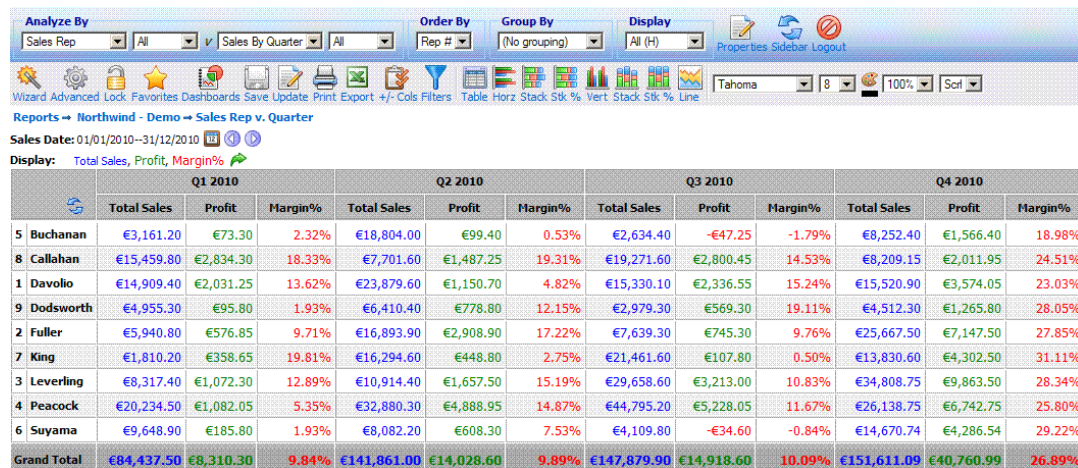 Analyze By Order By Group By Display
Sales Rep All v Sales By Quarter All Rep # (No grouping) All (H) Properties Sidebar Logout
Wizard Advanced Lock Favorites Dashboards Save Update Print Export +/- Cols Filters Table Horz Stack Stk % Vert Stack Stk % Line Tahoma 8 100% Scrl
Reports → Northwind - Demo → Sales Rep v. Quarter
Sales Date: 01/01/2010--31/12/2010 12
Display: Total Sales, Profit, Margin%
Q1 2010 Q2 2010 Q3 2010 Q4 2010
Total Sales Profit Margin% Total Sales Profit Margin% Total Sales Profit Margin% Total Sales Profit Margin%
5 Buchanan €3,161.20 €73.30 2.32% €18,804.00 €99.40 0.53% €2,634.40 -€47.25 -1.79% €8,252.40 €1,566.40 18.98%
8 Callahan €15,459.80 €2,834.30 18.33% €7,701.60 €1,487.25 19.31% €19,271.60 €2,800.45 14.53% €8,209.15 €2,011.95 24.51%
1 Davolio €14,909.40 €2,031.25 13.62% €23,879.60 €1,150.70 4.82% €15,330.10 €2,336.55 15.24% €15,520.90 €3,574.05 23.03%
9 Dodsworth €4,955.30 €95.80 1.93% €6,410.40 €778.80 12.15% €2,979.30 €569.30 19.11% €4,512.30 €1,265.80 28.05%
2 Fuller €5,940.80 €576.85 9.71% €16,893.90 €2,908.90 17.22% €7,639.30 €745.30 9.76% €25,667.50 €7,147.50 27.85%
7 King €1,810.20 €358.65 19.81% €16,294.60 €448.80 2.75% €21,461.60 €107.80 0.50% €13,830.60 €4,302.50 31.11%
3 Leverling €8,317.40 €1,072.30 12.89% €10,914.40 €1,657.50 15.19% €29,658.60 €3,213.00 10.83% €34,808.75 €9,863.50 28.34%
4 Peacock €20,234.50 €1,082.05 5.35% €32,880.30 €4,888.95 14.87% €44,795.20 €5,228.05 11.67% €26,138.75 €6,742.75 25.80%
6 Suyama €9,648.90 €185.80 1.93% €8,082.20 €608.30 7.53% €4,109.80 -€34.60 -0.84% €14,670.74 €4,286.54 29.22%
Grand Total €84,437.50 €8,310.30 9.84% €141,861.00 €14,028.60 9.89% €147,879.90 €14,918.60 10.09% €151,611.09 €40,760.99 26.89%